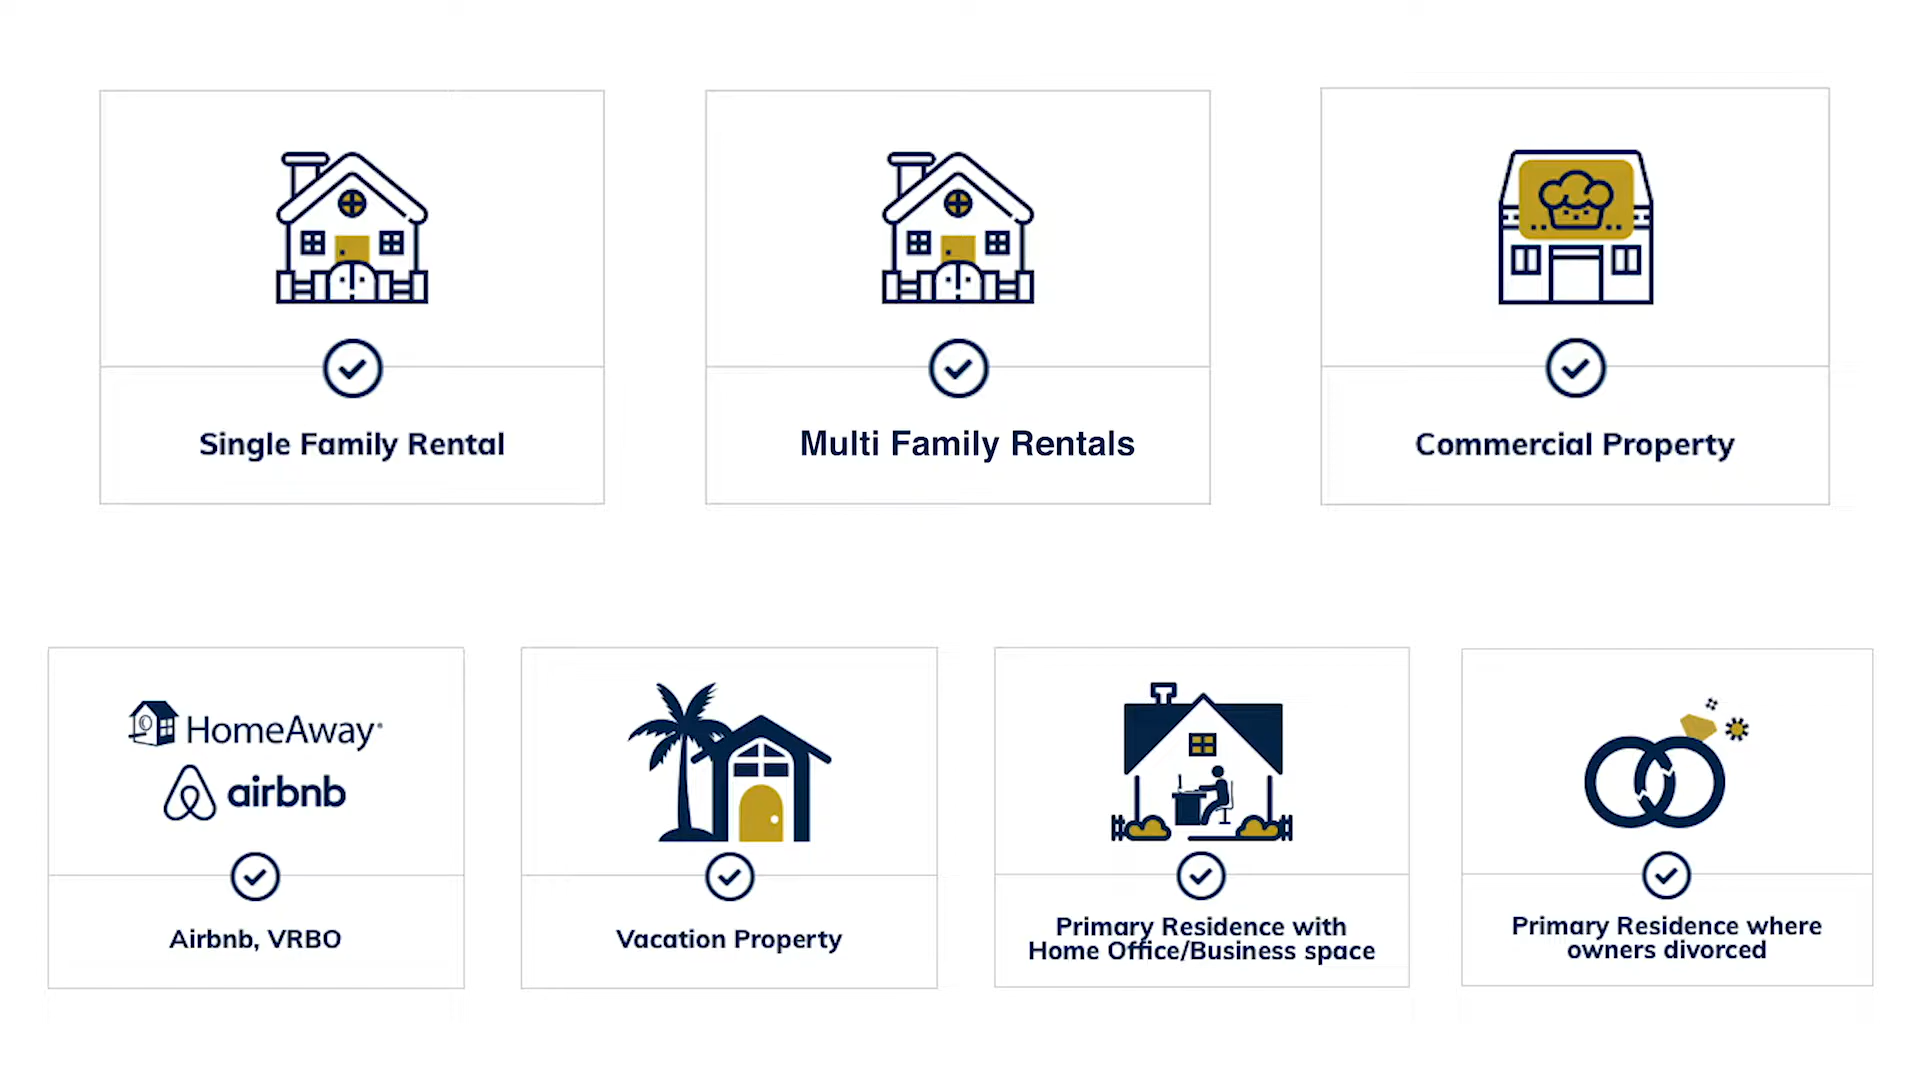 Single Family Rental
Multi Family Rentals
Commercial Property
HomeAway®
airbnb
Airbnb, VRBO
Vacation Property
Primary Residence with
Home Office/Business space
Primary Residence where
owners divorced